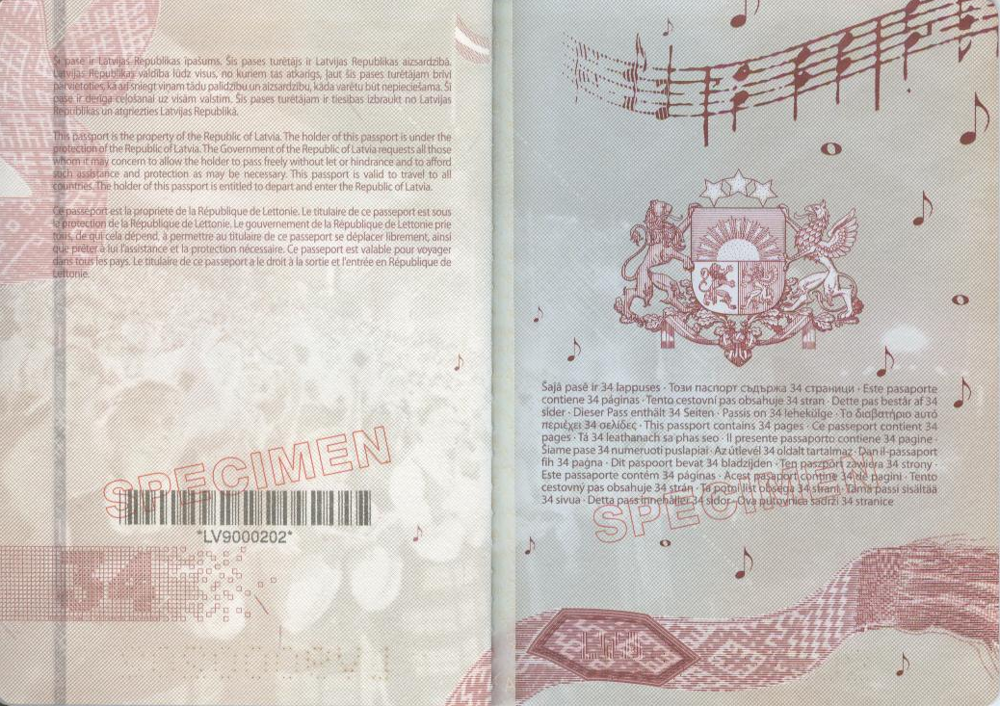 Šī pase ir Latvijas Republikas īpašums. Šīs pases turētājs ir Latvijas Republikas aizsardzībā.
Latvijas Republikas valdība lūdz visus, no kuriem tas atkarīgs, ļaut šīs pases turētājam brīvi
pārvietoties, kā arī sniegt viņam tādu palīdzību un aizsardzību, kāda varētu būt nepieciešama. Šī
pase ir derīga ceļošanai uz visām valstīm. Šīs pases turētājam ir tiesības izbraukt no Latvijas
Republikas un atgriezties Latvijas Republikā.
This passport is the property of the Republic of Latvia. The holder of this passport is under the
protection of the Republic of Latvia. The Government of the Republic of Latvia requests all those
whom it may concern to allow the holder to pass freely without let or hindrance and to afford
such assistance and protection as may be necessary. This passport is valid to travel to all
countries. The holder of this passport is entitled to depart and enter the Republic of Latvia.
Ce passeport est la propriété de la République de Lettonie. Le titulaire de ce passeport est sous
la protection de la République de Lettonie. Le gouvernement de la République de Lettonie prie
tous, de qui cela dépend, à permettre au titulaire de ce passeport se déplacer librement, ainsi
que prêter à lui l'assistance et la protection nécessaire. Ce passeport est valable pour voyager
dans tous les pays. Le titulaire de ce passeport a le droit à la sortie et l'entrée en République de
Lettonie.
SPECIMEN
*LV9000202*
34
Šajā pasē ir 34 lappuses · Този паспорт съдържа 34 страници · Este pasaporte
contiene 34 páginas · Tento cestovní pas obsahuje 34 stran · Dette pas består af 34
sider · Dieser Pass enthält 34 Seiten · Passis on 34 lehekülge · Το διαβατήριο αυτό
περιέχει 34 σελίδες · This passport contains 34 pages · Ce passeport contient 34
pages · Tá 34 leathanach sa phas seo · Il presente passaporto contiene 34 pagine ·
Šiame pase 34 numeruoti puslapiai · Az útlevél 34 oldalt tartalmaz · Dan il-passaport
fih 34 paġna · Dit paspoort bevat 34 bladzijden · Ten paszport zawiera 34 strony ·
Este passaporte contém 34 páginas · Acest paşaport conţine 34 de pagini · Tento
cestovný pas obsahuje 34 strán · Ta potni list obsega 34 strani · Tämä passi sisältää
34 sivua · Detta pass innehåller 34 sidor · Ova putovnica sadrži 34 stranice
SPECIMEN